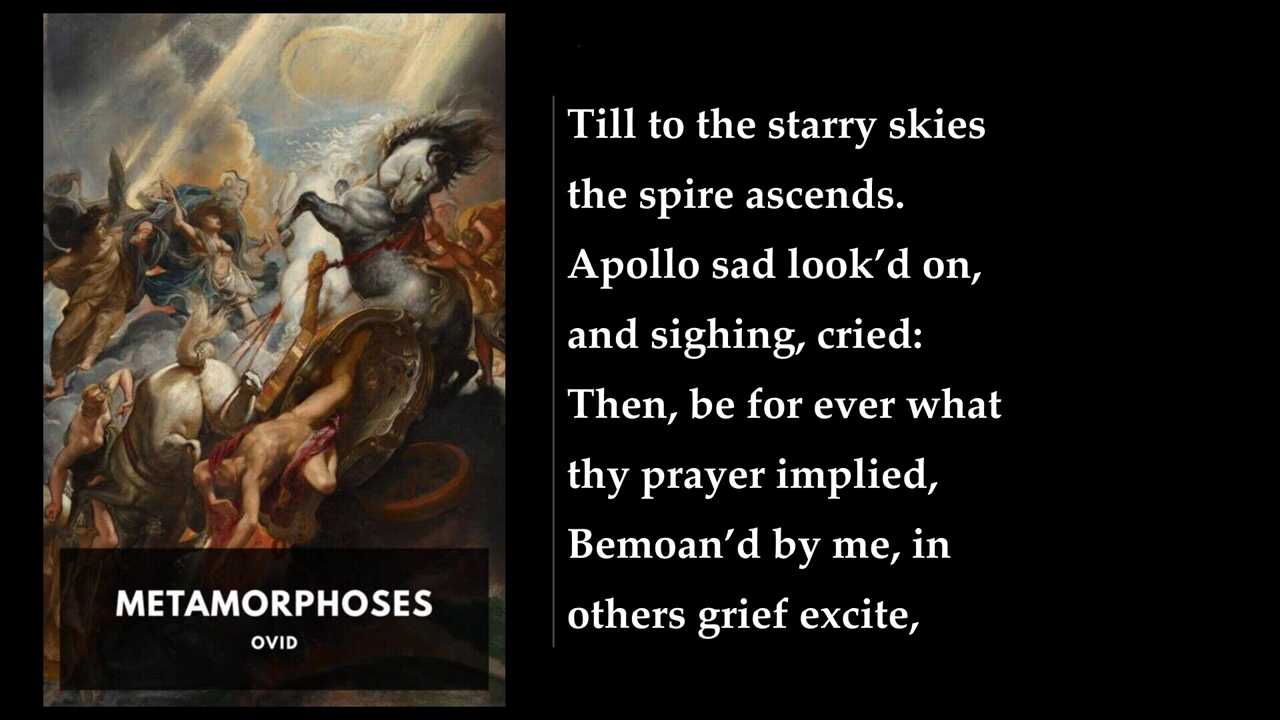 METAMORPHOSES
OVID
Till to the starry skies
the spire ascends.
Apollo sad look’d on,
and sighing, cried:
Then, be for ever what
thy prayer implied,
Bemoan’d by me, in
others grief excite,